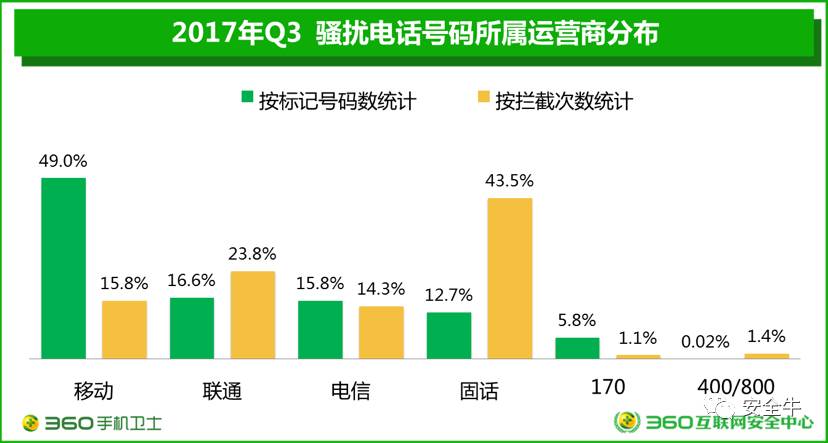 2017年Q3 骚扰电话号码所属运营商分布
按标记号码数统计 按拦截次数统计
49.0%
15.8%
16.6%
23.8%
15.8%
14.3%
12.7%
43.5%
5.8%
1.1%
0.02%
1.4%
移动 联通 电信 固话 170 400/800
安全牛
360手机卫士 360互联网安全中心